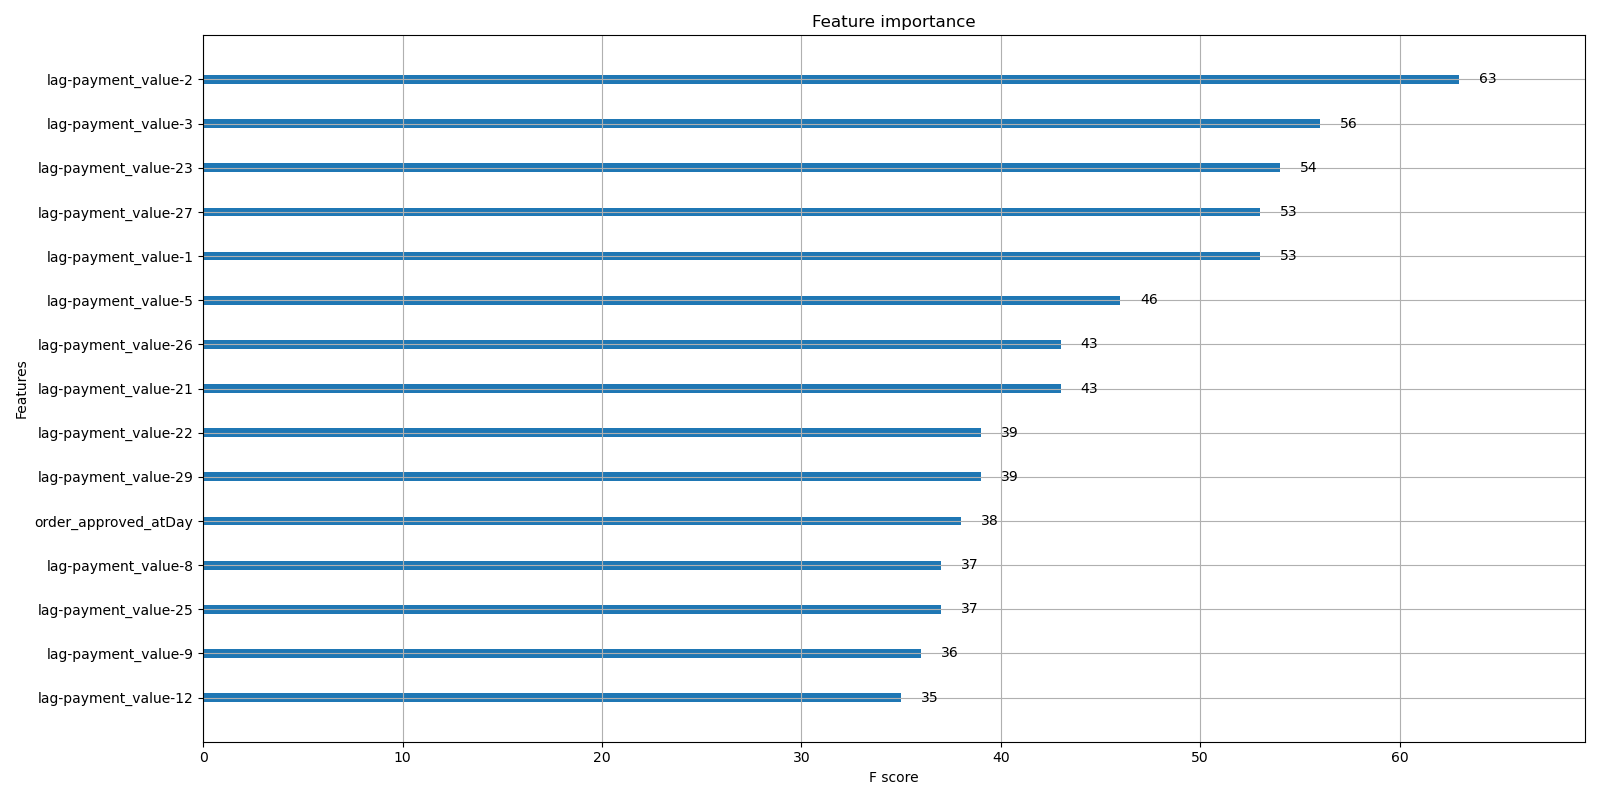 Feature importance
lag-payment_value-2 63
lag-payment_value-3 56
lag-payment_value-23 54
lag-payment_value-27 53
lag-payment_value-1 53
lag-payment_value-5 46
lag-payment_value-26 43
lag-payment_value-21 43
lag-payment_value-22 39
lag-payment_value-29 39
order_approved_atDay 38
lag-payment_value-8 37
lag-payment_value-25 37
lag-payment_value-9 36
lag-payment_value-12 35
Features
0 10 20 30 40 50 60
F score